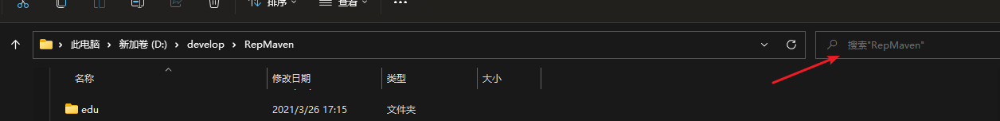 排序 查看
此电脑 新加卷 (D:) develop RepMaven 搜索"RepMaven"
名称 修改日期 类型 大小
edu 2021/3/26 17:15 文件夹